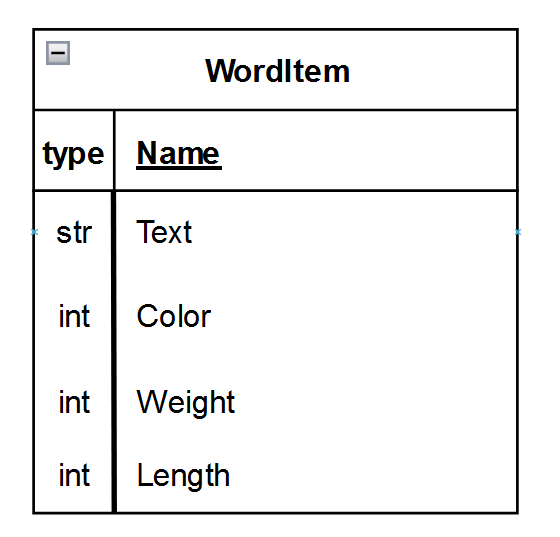 WordItem
type Name
str Text
int Color
int Weight
int Length